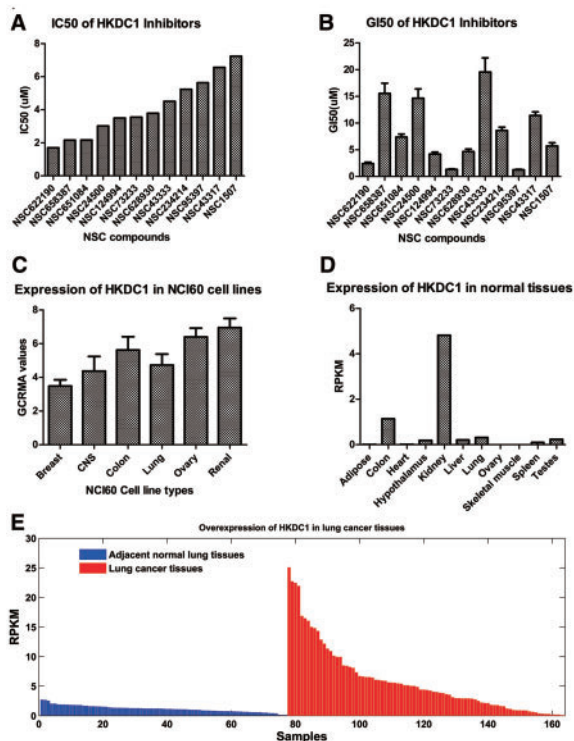 A
IC50 of HKDC1 Inhibitors
IC50 (uM)
8
6
4
2
0
NSC622190
NSC658387
NSC651084
NSC24500
NSC124994
NSC73233
NSC628930
NSC43333
NSC234214
NSC95397
NSC43317
NSC1507
NSC compounds
B
GI50 of HKDC1 Inhibitors
GI50(uM)
25
20
15
10
5
0
NSC622190
NSC658387
NSC651084
NSC24500
NSC124994
NSC73233
NSC628930
NSC43333
NSC234214
NSC95397
NSC43317
NSC1507
NSC compounds
C
Expression of HKDC1 in NCI60 cell lines
GCRMA values
8
6
4
2
0
Breast
CNS
Colon
Lung
Ovary
Renal
NCI60 Cell line types
D
Expression of HKDC1 in normal tissues
RPKM
6
4
2
0
Adipose
Colon
Heart
Hypothalamus
Kidney
Liver
Lung
Ovary
Skeletal muscle
Spleen
Testes
E
Overexpression of HKDC1 in lung cancer tissues
RPKM
30
25
20
15
10
5
0
Adjacent normal lung tissues
Lung cancer tissues
0 20 40 60 80 100 120 140 160
Samples